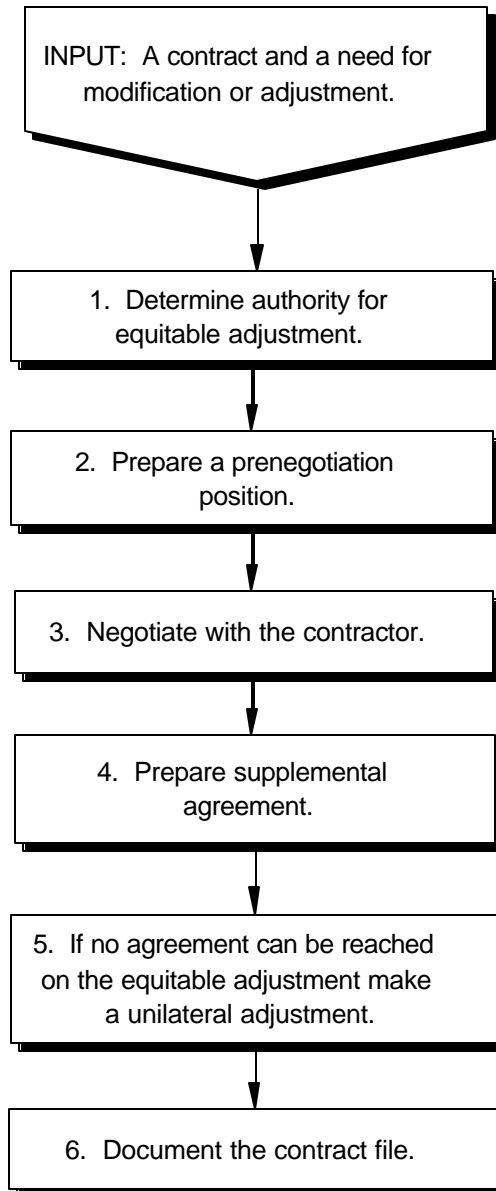 INPUT:  A contract and a need for
modification or adjustment.
1.  Determine authority for
equitable adjustment.
2.  Prepare a prenegotiation
position.
3.  Negotiate with the contractor.
4.  Prepare supplemental
agreement.
5.  If no agreement can be reached
on the equitable adjustment make
a unilateral adjustment.
6.  Document the contract file.